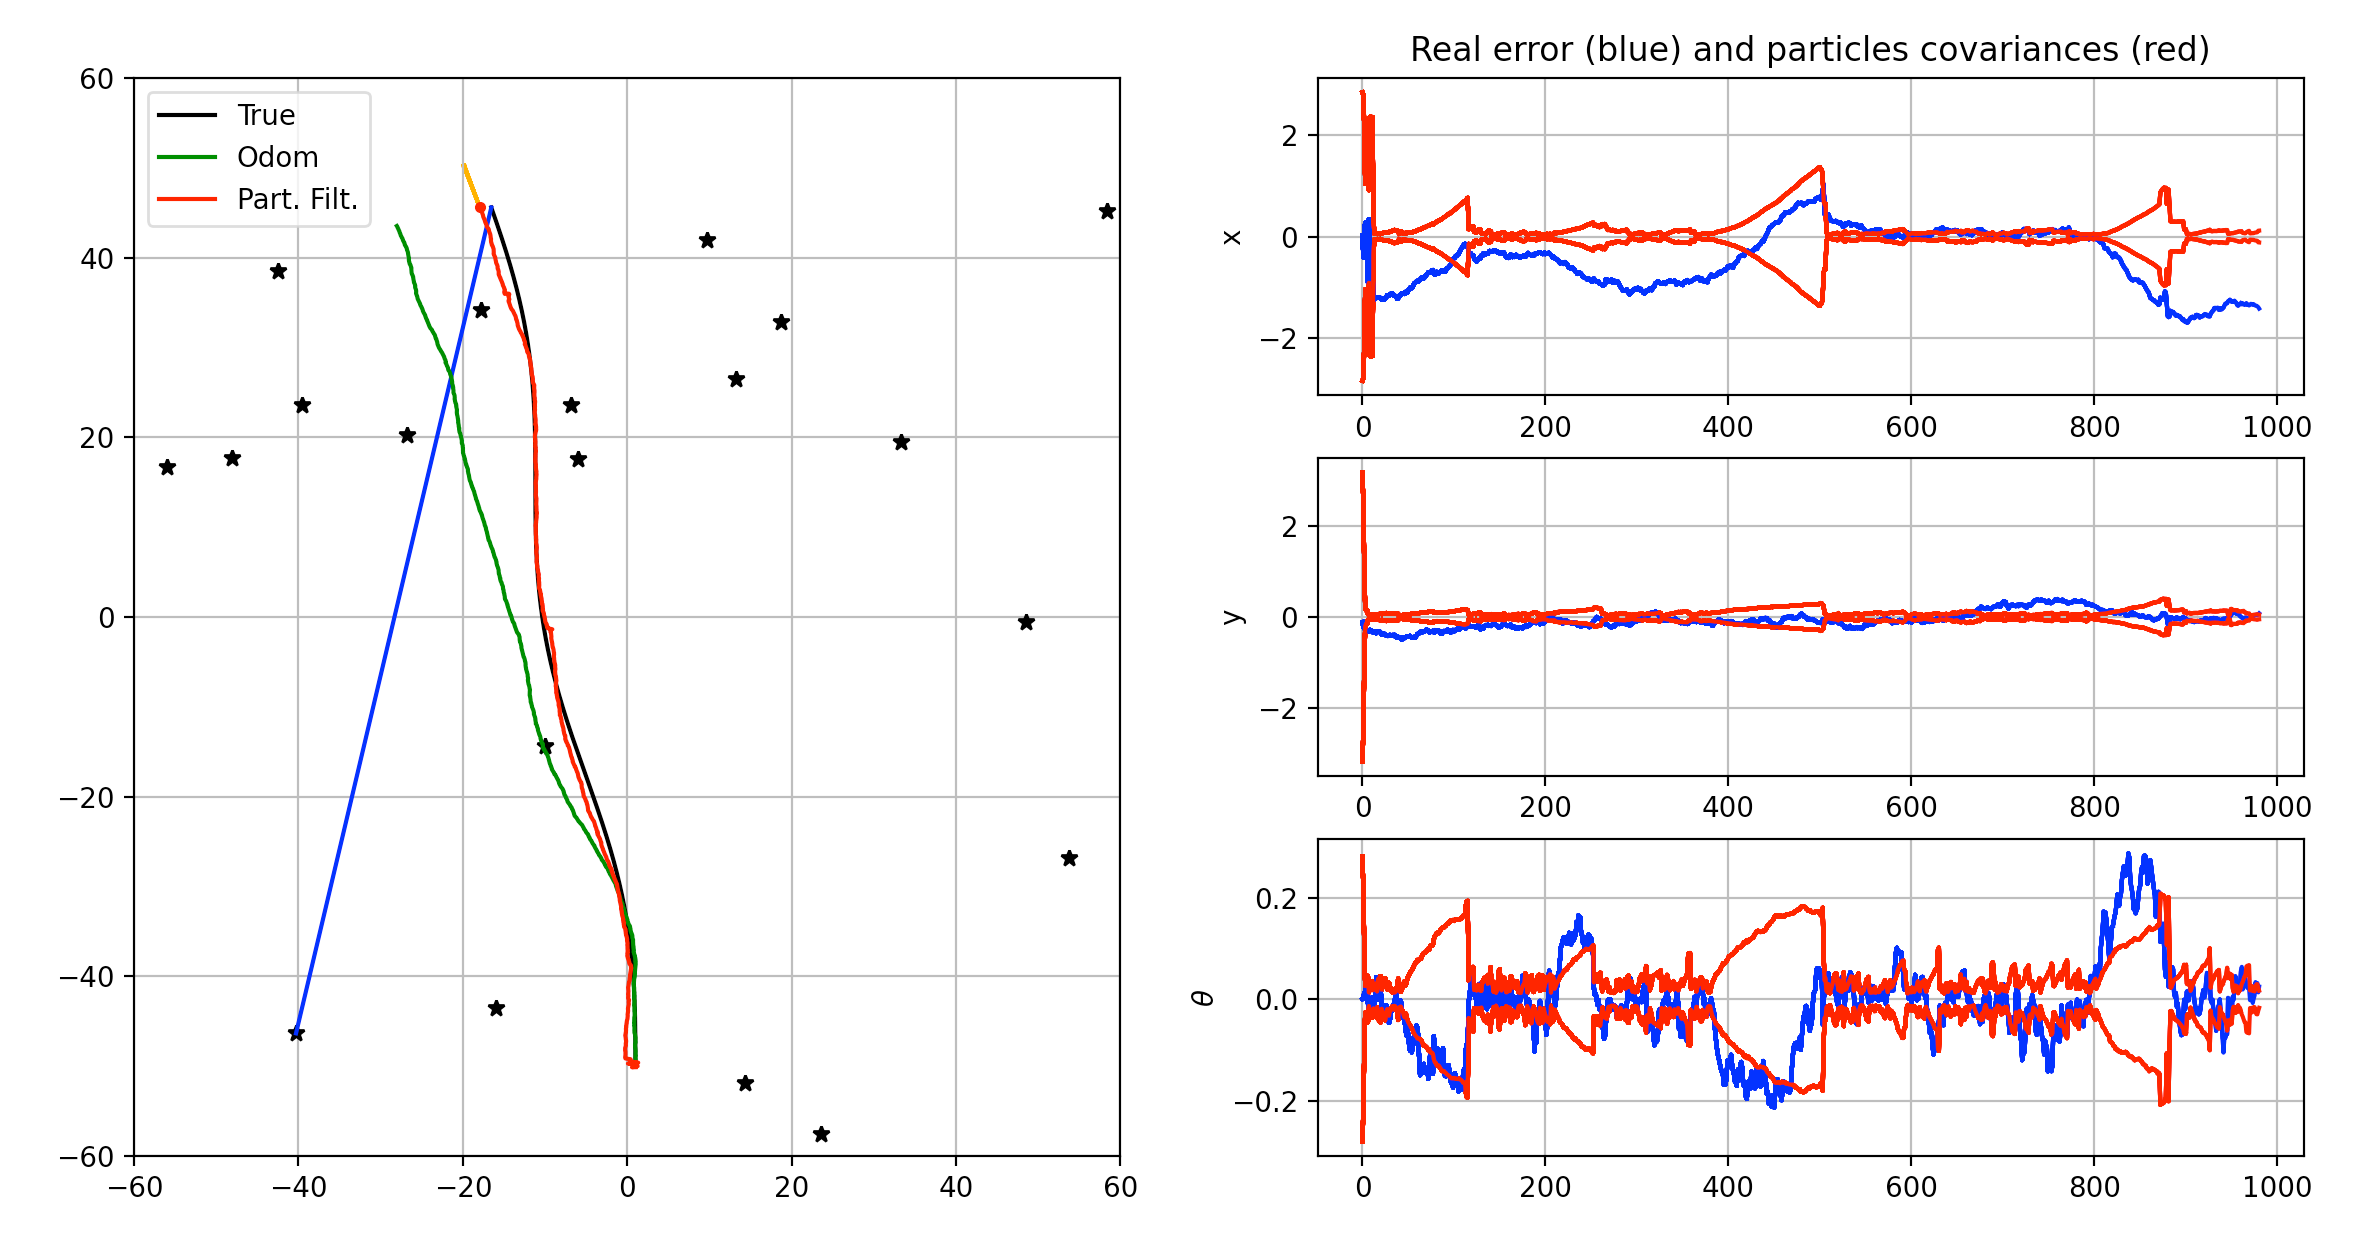 60
40
20
0
−20
−40
−60
−60 −40 −20 0 20 40 60
True
Odom
Part. Filt.
Real error (blue) and particles covariances (red)
x
2
0
−2
0 200 400 600 800 1000
y
2
0
−2
0 200 400 600 800 1000
θ
0.2
0.0
−0.2
0 200 400 600 800 1000